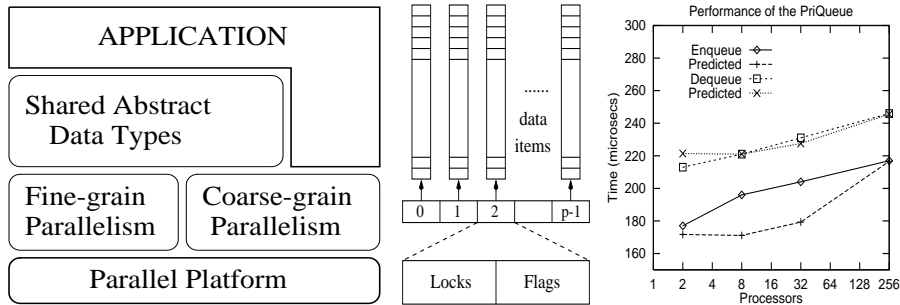 APPLICATION
Shared Abstract
Data Types
Fine-grain
Parallelism
Coarse-grain
Parallelism
Parallel Platform
......
data
items
0 1 2 p-1
Locks Flags
Performance of the PriQueue
Enqueue
Predicted
Dequeue
Predicted
Time (microsecs)
260
240
220
200
180
160
1 2 4 8 16 32 64 128 256
Processors